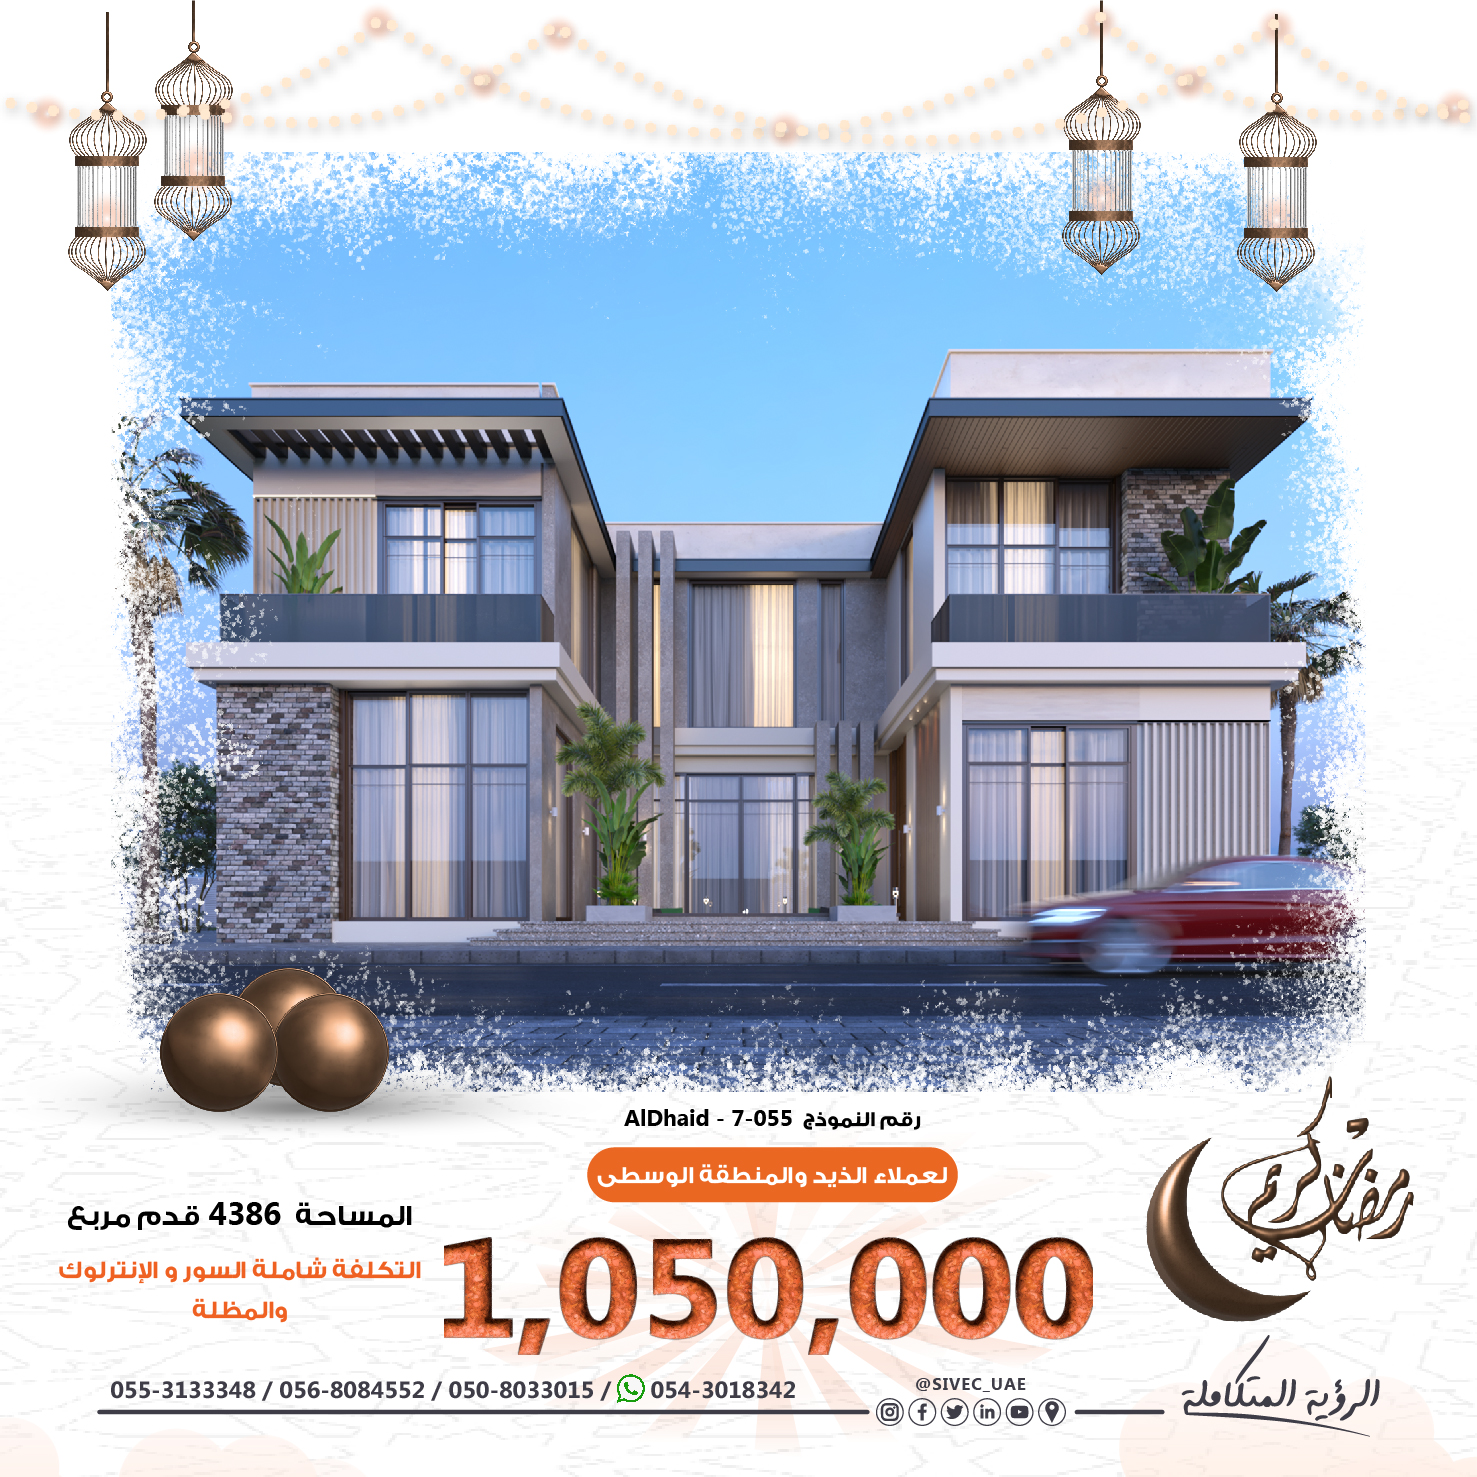 رقم النموذج AlDhaid - 7-055
لعملاء الذيد والمنطقة الوسطى
رمضان كريم
المساحة 4386 قدم مربع
التكلفة شاملة السور و الإنترلوك
والمظلة
1,050,000
055-3133348 / 056-8084552 / 050-8033015 / 054-3018342
@SIVEC_UAE
الرؤية المتكاملة